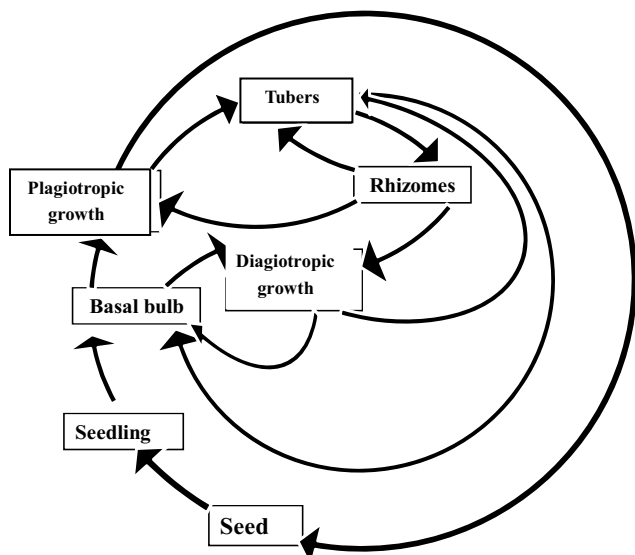 Tubers
Plagiotropic
growth
Rhizomes
Diagiotropic
growth
Basal bulb
Seedling
Seed